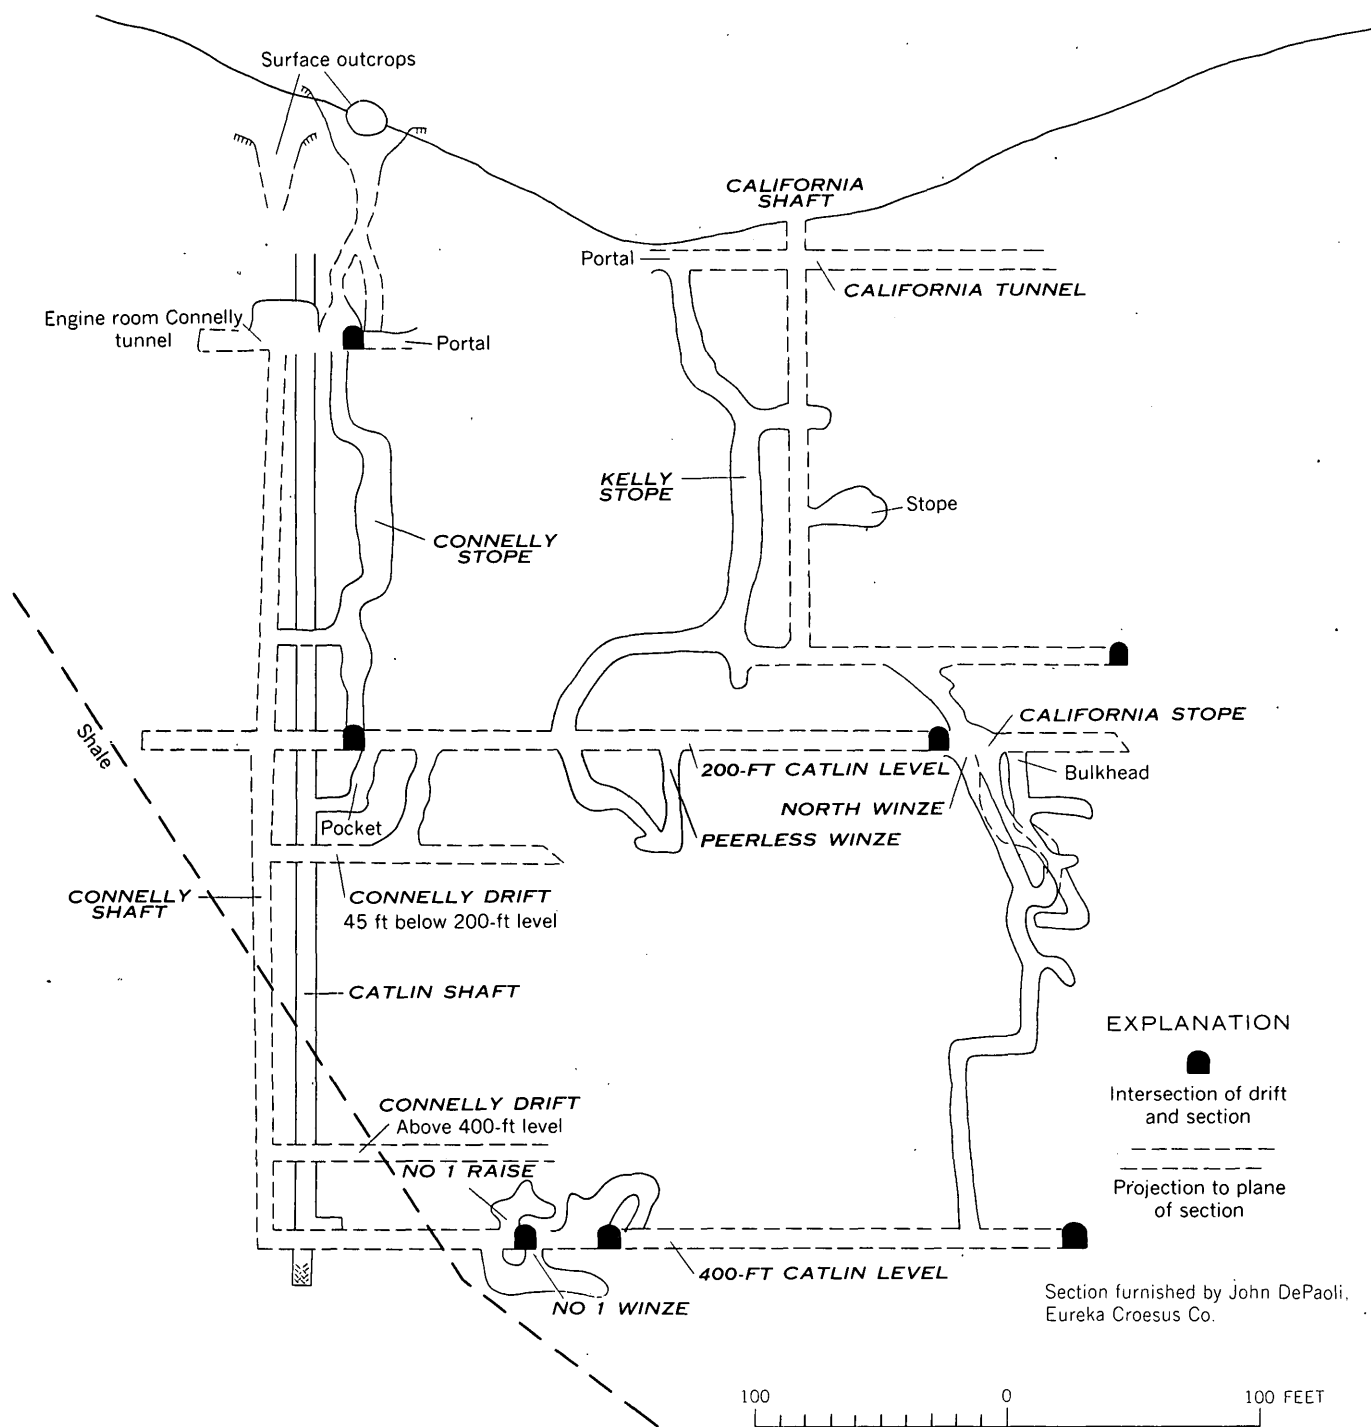 Surface outcrops
CALIFORNIA
SHAFT
Portal
CALIFORNIA TUNNEL
Engine room Connelly
tunnel
Portal
KELLY
STOPE
Stope
CONNELLY
STOPE
Shale
CALIFORNIA STOPE
200-FT CATLIN LEVEL
Bulkhead
NORTH WINZE
Pocket
PEERLESS WINZE
CONNELLY
SHAFT
CONNELLY DRIFT
45 ft below 200-ft level
CATLIN SHAFT
EXPLANATION
Intersection of drift
and section
Projection to plane
of section
CONNELLY DRIFT
Above 400-ft level
NO 1 RAISE
400-FT CATLIN LEVEL
NO 1 WINZE
Section furnished by John DePaoli,
Eureka Croesus Co.
100 0 100 FEET